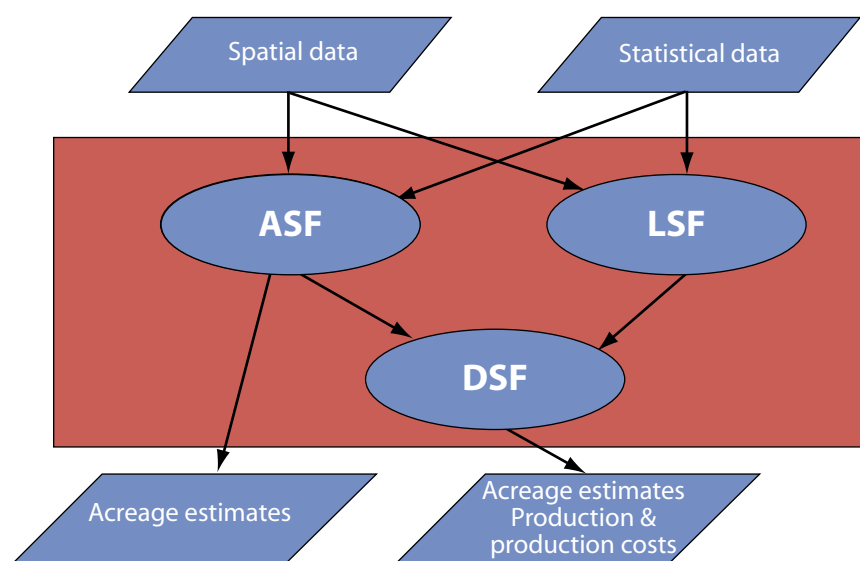 Spatial data
Statistical data
ASF
LSF
DSF
Acreage estimates
Acreage estimates
Production &
production costs